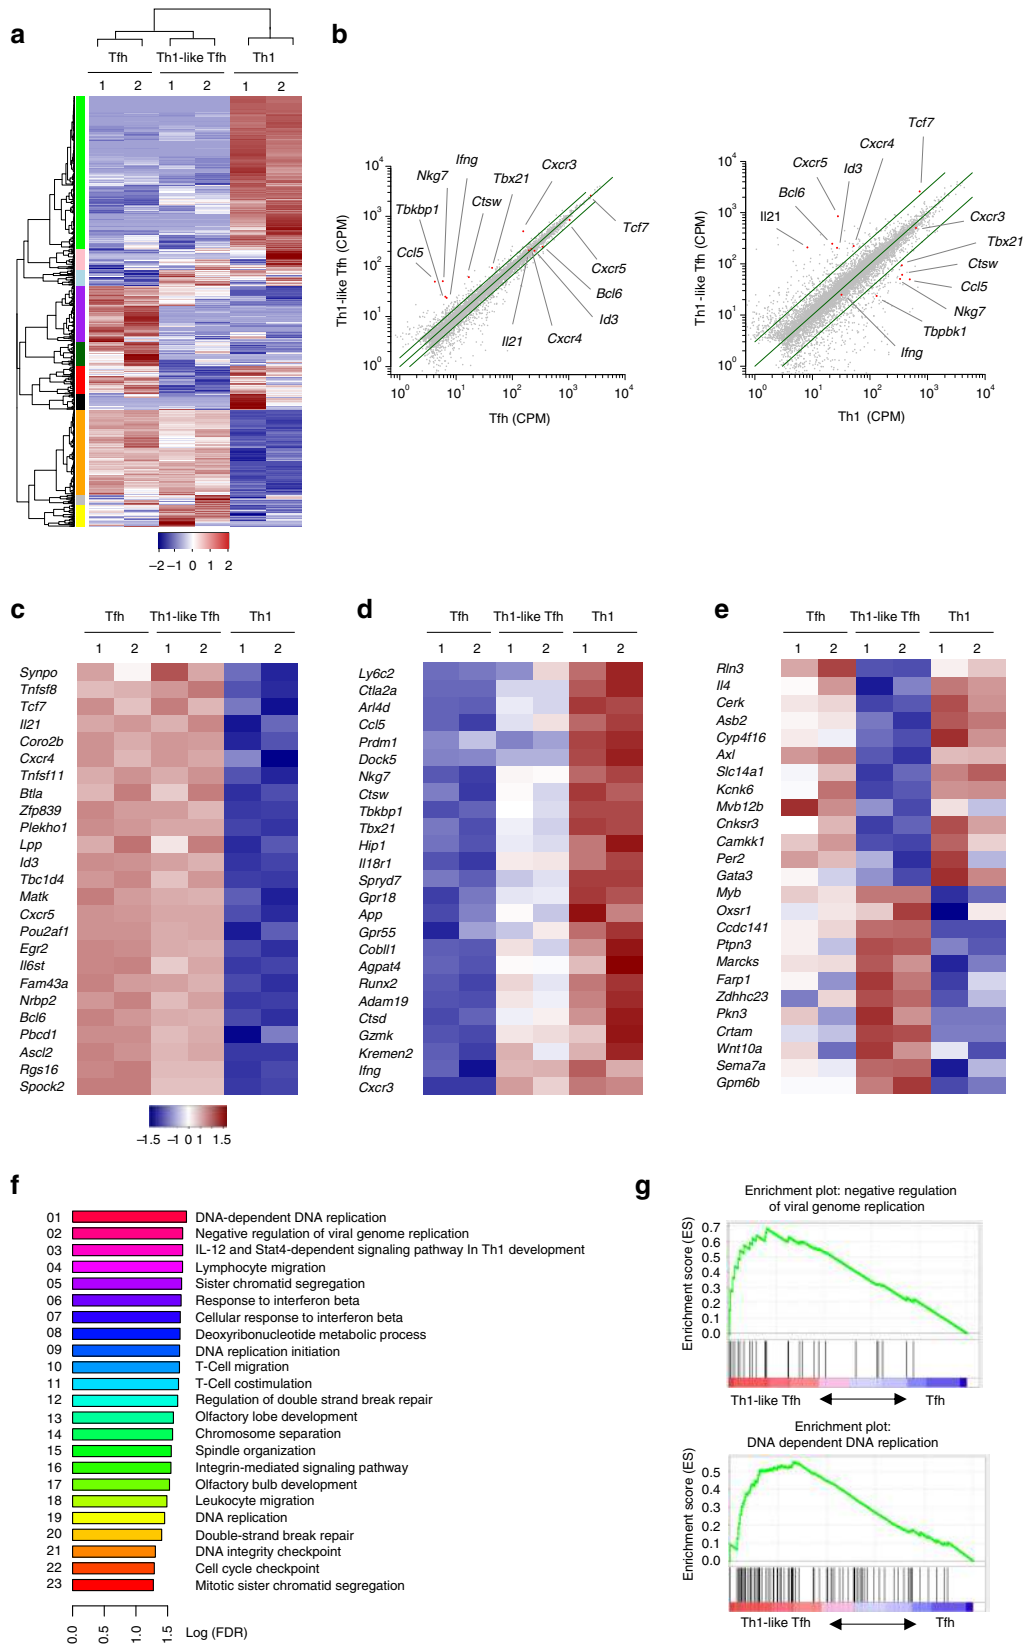 a
Tfh Th1-like Tfh Th1
1 2 1 2 1 2
−2 −1 0 1 2
b
Th1-like Tfh (CPM)
10⁴
10³
10²
10¹
10⁰
10⁰ 10¹ 10² 10³ 10⁴
Tfh (CPM)
Ifng
Nkg7
Cxcr3
Tbx21
Ctsw
Tbkbp1
Ccl5
Tcf7
Cxcr5
Bcl6
Id3
Il21
Cxcr4
Th1-like Tfh (CPM)
10⁴
10³
10²
10¹
10⁰
10⁰ 10¹ 10² 10³ 10⁴
Th1 (CPM)
Tcf7
Cxcr4
Cxcr5
Id3
Bcl6
Il21
Cxcr3
Tbx21
Ctsw
Ccl5
Nkg7
Tbpbk1
Ifng
c
Tfh Th1-like Tfh Th1
1 2 1 2 1 2
Synpo
Tnfsf8
Tcf7
Il21
Coro2b
Cxcr4
Tnfsf11
Btla
Zfp839
Plekho1
Lpp
Id3
Tbc1d4
Matk
Cxcr5
Pou2af1
Egr2
Il6st
Fam43a
Nrbp2
Bcl6
Pbcd1
Ascl2
Rgs16
Spock2
−1.5 −1 0 1 1.5
d
Tfh Th1-like Tfh Th1
1 2 1 2 1 2
Ly6c2
Ctla2a
Arl4d
Ccl5
Prdm1
Dock5
Nkg7
Ctsw
Tbkbp1
Tbx21
Hip1
Il18r1
Spryd7
Gpr18
App
Gpr55
Cobll1
Agpat4
Runx2
Adam19
Ctsd
Gzmk
Kremen2
Ifng
Cxcr3
e
Tfh Th1-like Tfh Th1
1 2 1 2 1 2
Rln3
Il4
Cerk
Asb2
Cyp4f16
Axl
Slc14a1
Kcnk6
Mvb12b
Cnksr3
Camkk1
Per2
Gata3
Myb
Oxsr1
Ccdc141
Ptpn3
Marcks
Farp1
Zdhhc23
Pkn3
Crtam
Wnt10a
Sema7a
Gpm6b
f
01 DNA-dependent DNA replication
02 Negative regulation of viral genome replication
03 IL-12 and Stat4-dependent signaling pathway In Th1 development
04 Lymphocyte migration
05 Sister chromatid segregation
06 Response to interferon beta
07 Cellular response to interferon beta
08 Deoxyribonucleotide metabolic process
09 DNA replication initiation
10 T-Cell migration
11 T-Cell costimulation
12 Regulation of double strand break repair
13 Olfactory lobe development
14 Chromosome separation
15 Spindle organization
16 Integrin-mediated signaling pathway
17 Olfactory bulb development
18 Leukocyte migration
19 DNA replication
20 Double-strand break repair
21 DNA integrity checkpoint
22 Cell cycle checkpoint
23 Mitotic sister chromatid segregation
0.0 0.5 1.0 1.5 Log (FDR)
g
Enrichment plot: negative regulation
of viral genome replication
Enrichment score (ES)
0.7
0.6
0.5
0.4
0.3
0.2
0.1
0.0
Th1-like Tfh Tfh
Enrichment plot:
DNA dependent DNA replication
Enrichment score (ES)
0.5
0.4
0.3
0.2
0.1
0.0
Th1-like Tfh Tfh